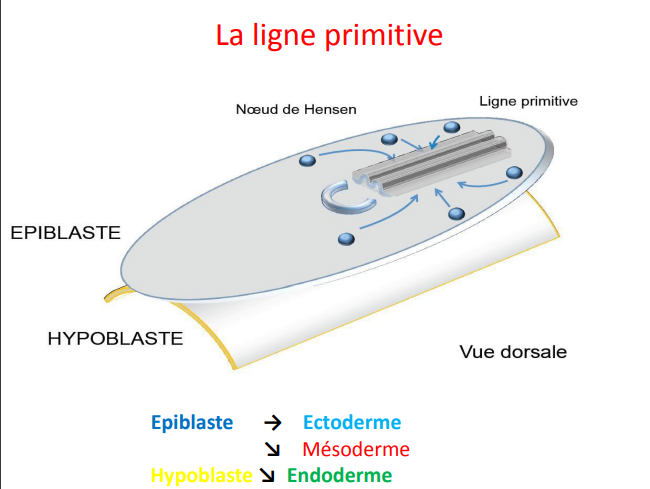 La ligne primitive
Nœud de Hensen
Ligne primitive
EPIBLASTE
HYPOBLASTE
Vue dorsale
Epiblaste → Ectoderme
↘ Mésoderme
Hypoblaste ↘ Endoderme